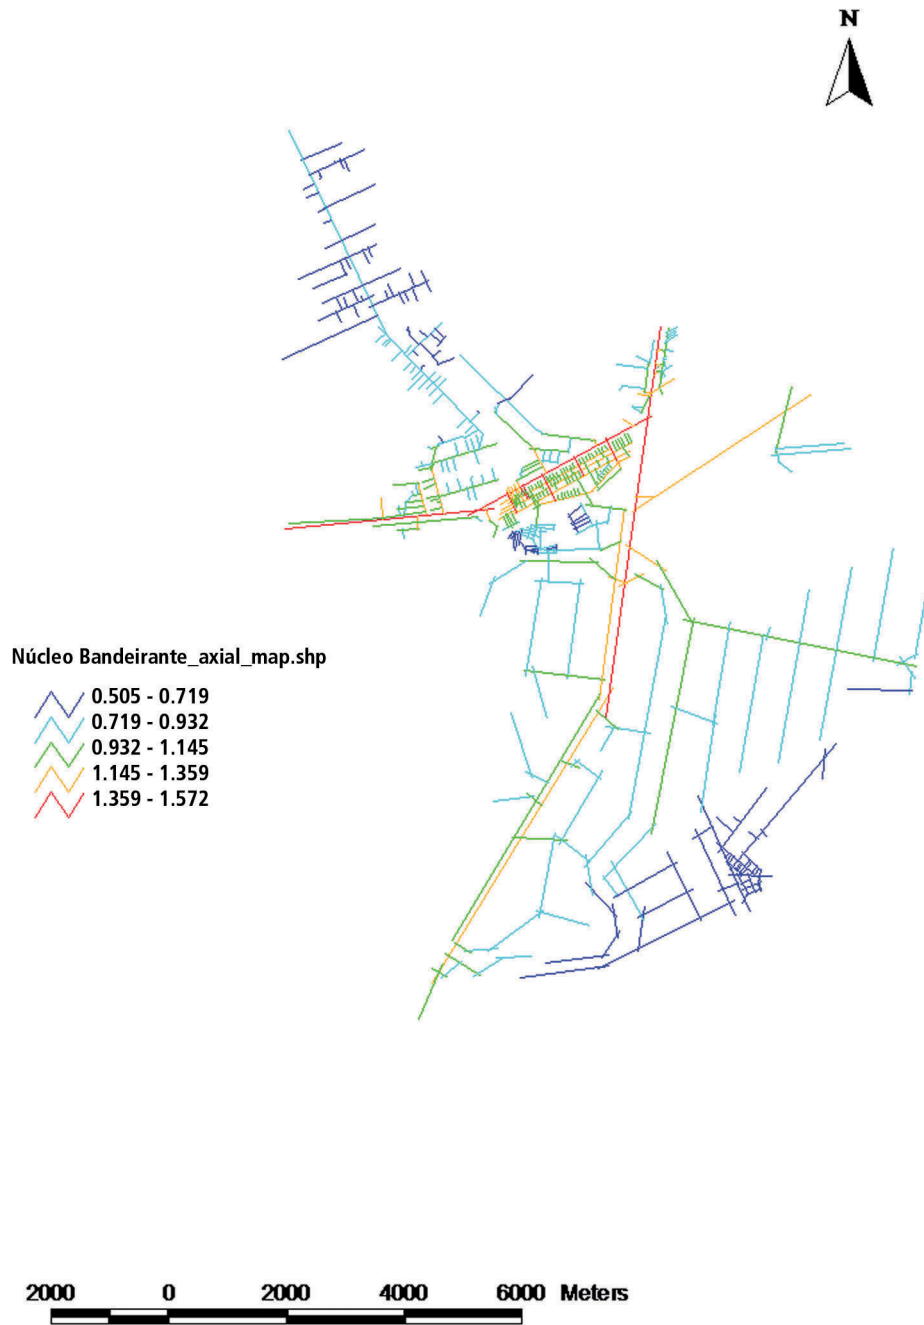 N
Núcleo Bandeirante_axial_map.shp
0.505 - 0.719
0.719 - 0.932
0.932 - 1.145
1.145 - 1.359
1.359 - 1.572
2000 0 2000 4000 6000 Meters